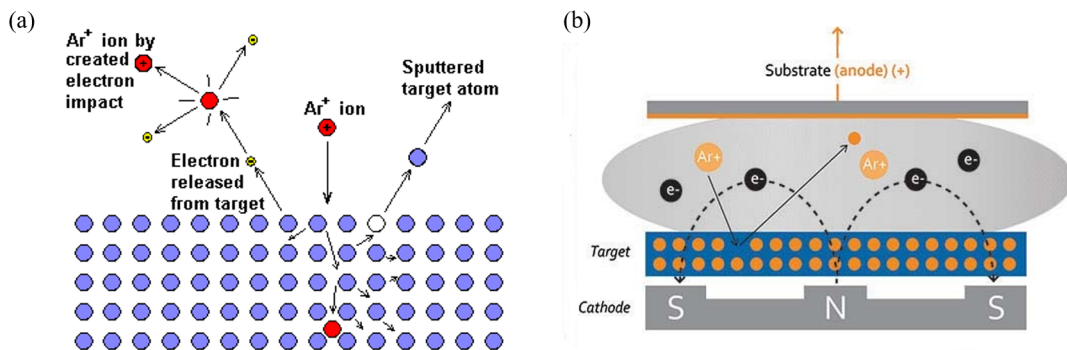 (a)
Ar+ ion by
created
electron
impact
Electron
released
from target
Ar+ ion
Sputtered
target atom
(b)
Substrate (anode) (+)
Ar+
Ar+
e-
e-
e-
e-
Target
Cathode
S
N
S